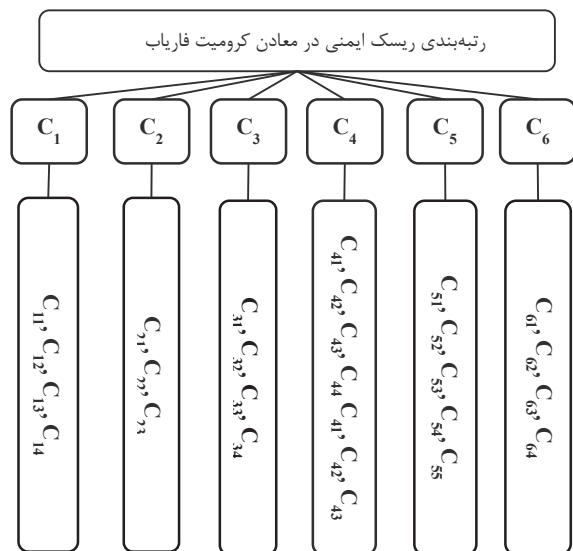 رتبه‌بندی ریسک ایمنی در معادن کرومیت فاریاب
C1
C2
C3
C4
C5
C6
C11, C12, C13, C14
C21, C22, C23
C31, C32, C33, C34
C41, C42, C43, C44 C41, C42, C43
C51, C52, C53, C54, C55
C61, C62, C63, C64